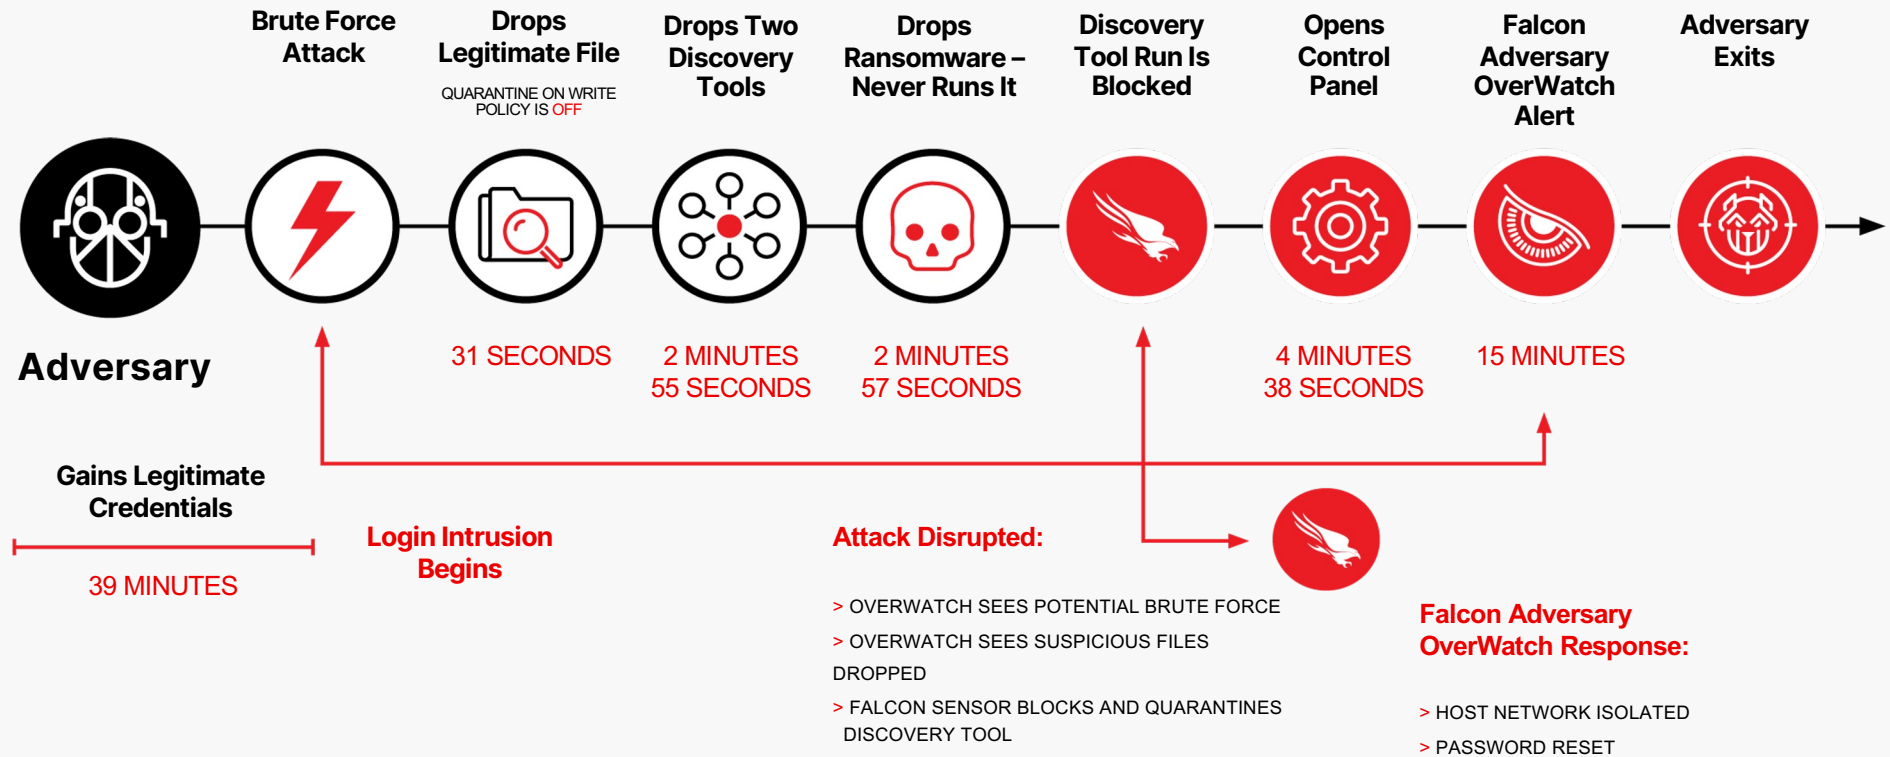 Brute Force
Attack
Drops
Legitimate File
QUARANTINE ON WRITE
POLICY IS OFF
Drops Two
Discovery
Tools
Drops
Ransomware –
Never Runs It
Discovery
Tool Run Is
Blocked
Opens
Control
Panel
Falcon
Adversary
OverWatch
Alert
Adversary
Exits
Adversary
31 SECONDS
2 MINUTES
55 SECONDS
2 MINUTES
57 SECONDS
4 MINUTES
38 SECONDS
15 MINUTES
Gains Legitimate
Credentials
39 MINUTES
Login Intrusion
Begins
Attack Disrupted:
> OVERWATCH SEES POTENTIAL BRUTE FORCE
> OVERWATCH SEES SUSPICIOUS FILES
DROPPED
> FALCON SENSOR BLOCKS AND QUARANTINES
DISCOVERY TOOL
Falcon Adversary
OverWatch Response:
> HOST NETWORK ISOLATED
> PASSWORD RESET